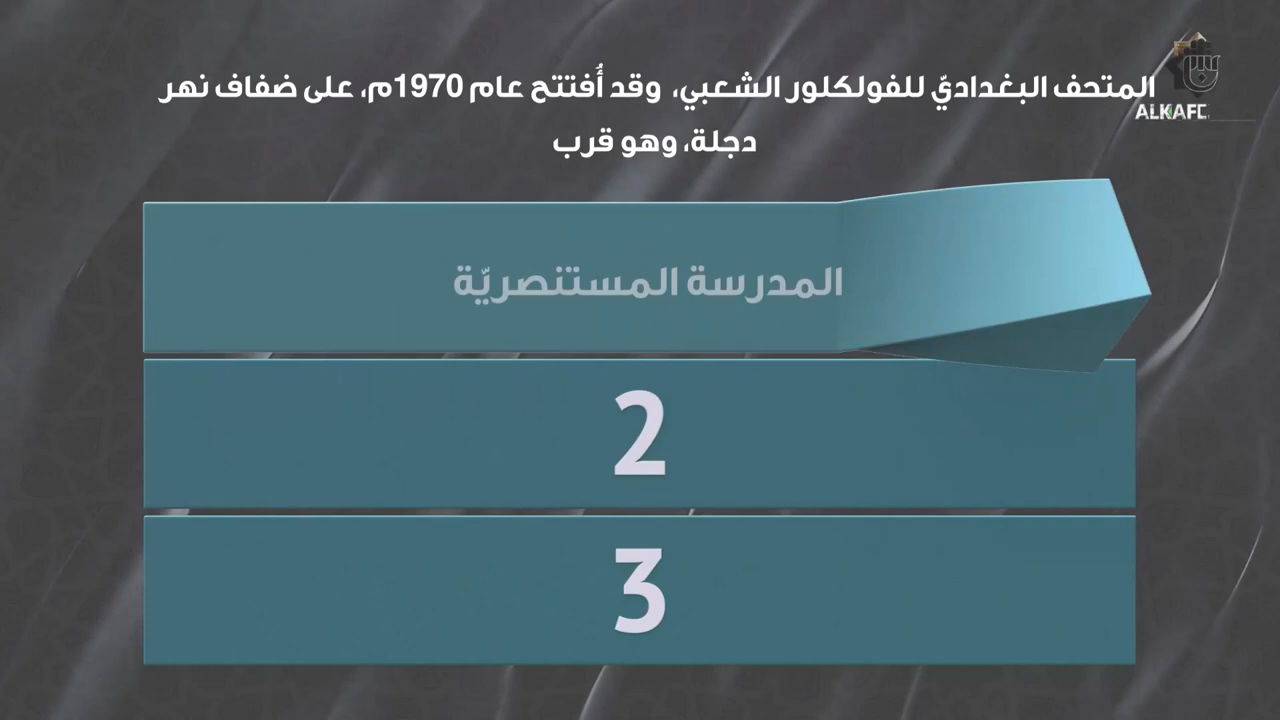 المتحف البغداديّ للفولكلور الشعبي، وقد أُفتتح عام 1970م، على ضفاف نهر
دجلة، وهو قرب
ALKAFE
المدرسة المستنصريّة
2
3